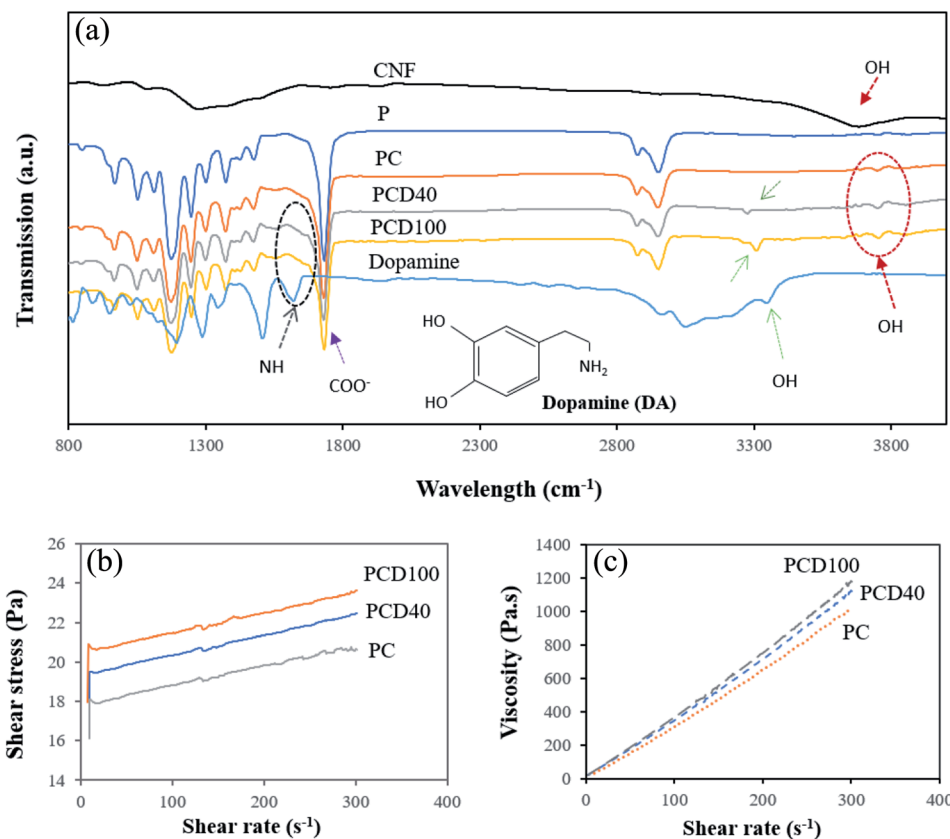 (a)
CNF
OH
P
PC
PCD40
PCD100
Dopamine
NH
COO⁻
HO
HO
NH₂
Dopamine (DA)
OH
OH
Transmission (a.u.)
800 1300 1800 2300 2800 3300 3800
Wavelength (cm⁻¹)
(b)
Shear stress (Pa)
26
24
22
20
18
16
14
PCD100
PCD40
PC
0 100 200 300 400
Shear rate (s⁻¹)
(c)
Viscosity (Pa.s)
1400
1200
1000
800
600
400
200
0
PCD100
PCD40
PC
0 100 200 300 400
Shear rate (s⁻¹)